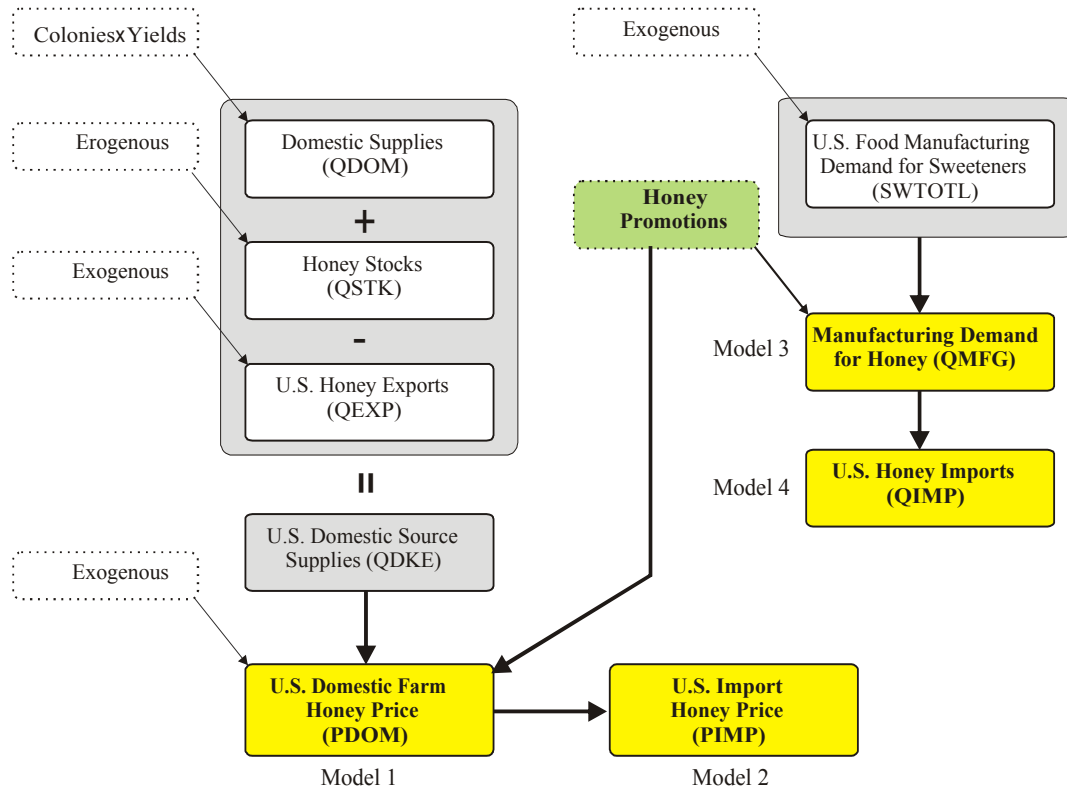 ColoniesxYields
Erogenous
Exogenous
Domestic Supplies
(QDOM)
+
Honey Stocks
(QSTK)
-
U.S. Honey Exports
(QEXP)
=
U.S. Domestic Source
Supplies (QDKE)
Exogenous
U.S. Domestic Farm
Honey Price
(PDOM)
Model 1
U.S. Import
Honey Price
(PIMP)
Model 2
Honey
Promotions
Exogenous
U.S. Food Manufacturing
Demand for Sweeteners
(SWTOTL)
Model 3
Manufacturing Demand
for Honey (QMFG)
Model 4
U.S. Honey Imports
(QIMP)